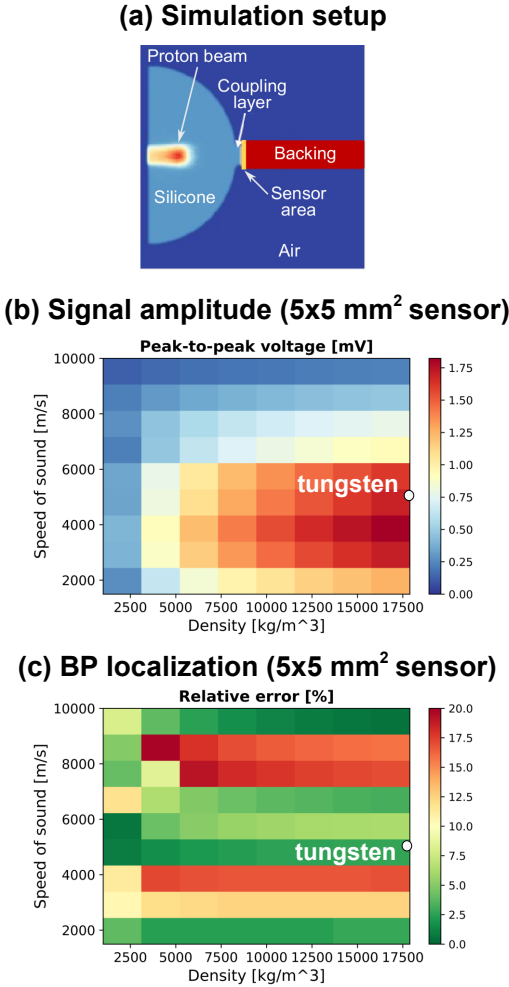 (a) Simulation setup
Proton beam
Coupling
layer
Backing
Silicone
Sensor
area
Air
(b) Signal amplitude (5x5 mm² sensor)
Peak-to-peak voltage [mV]
10000
8000
6000
4000
2000
Speed of sound [m/s]
tungsten
2500 5000 7500 10000 12500 15000 17500
Density [kg/m^3]
1.75
1.50
1.25
1.00
0.75
0.50
0.25
0.00
(c) BP localization (5x5 mm² sensor)
Relative error [%]
10000
8000
6000
4000
2000
Speed of sound [m/s]
tungsten
2500 5000 7500 10000 12500 15000 17500
Density [kg/m^3]
20.0
17.5
15.0
12.5
10.0
7.5
5.0
2.5
0.0